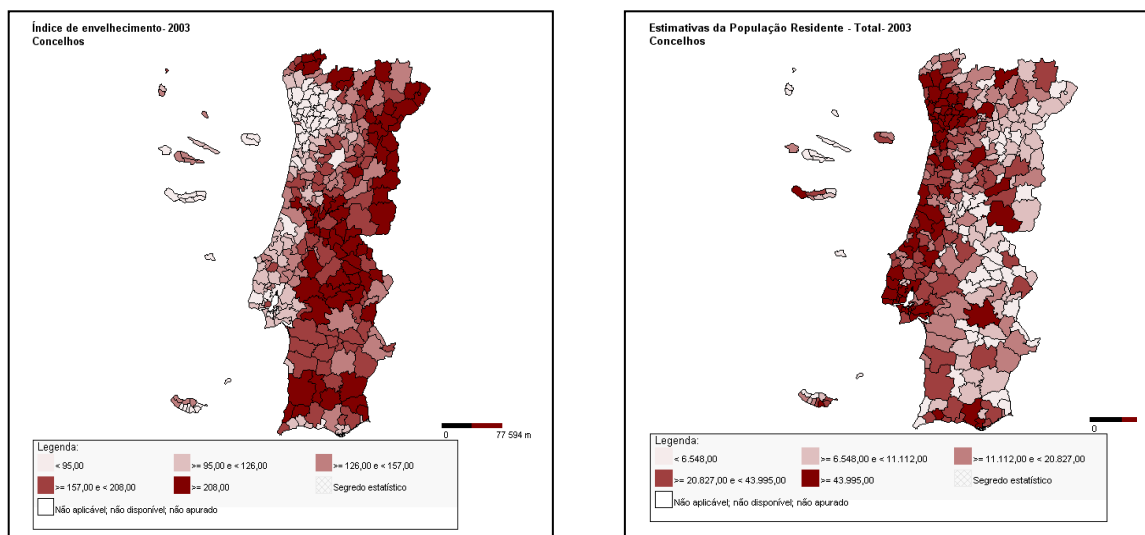 Índice de envelhecimento- 2003
Concelhos
0 77 594 m
Legenda:
< 95,00 >= 95,00 e < 126,00 >= 126,00 e < 157,00
>= 157,00 e < 208,00 >= 208,00 Segredo estatístico
Não aplicável; não disponível; não apurado
Estimativas da População Residente - Total- 2003
Concelhos
0
Legenda:
< 6.548,00 >= 6.548,00 e < 11.112,00 >= 11.112,00 e < 20.827,00
>= 20.827,00 e < 43.995,00 >= 43.995,00 Segredo estatístico
Não aplicável; não disponível; não apurado